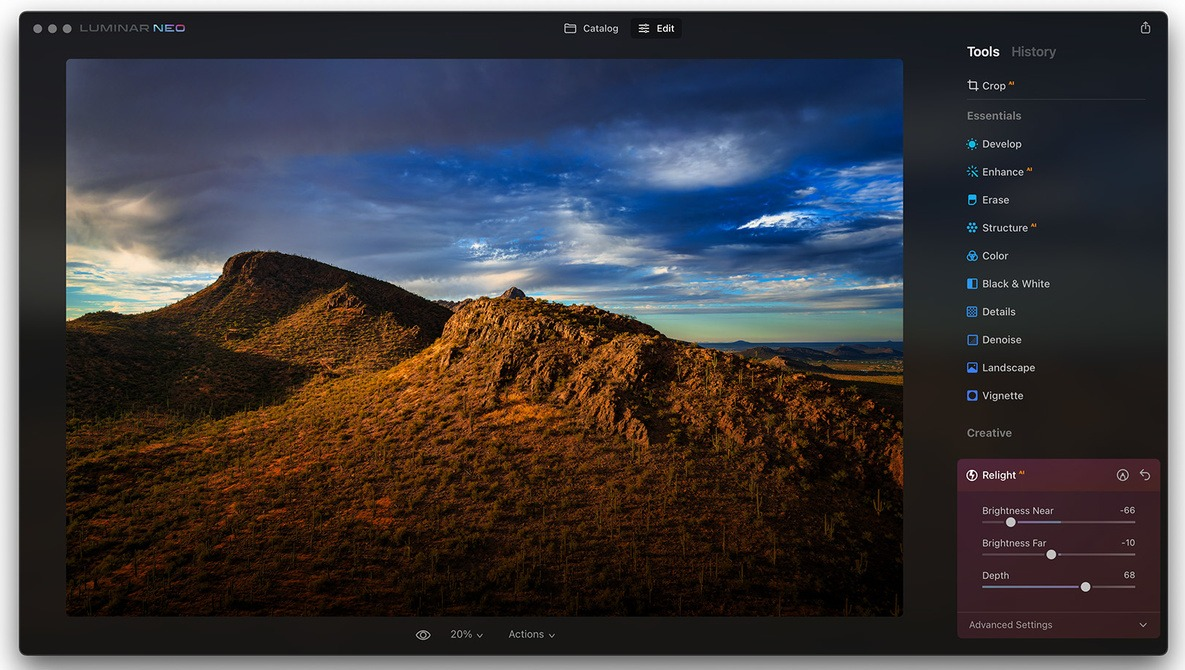 LUMINAR NEO
Catalog
Edit
Tools History
Crop AI
Essentials
Develop
Enhance AI
Erase
Structure AI
Color
Black & White
Details
Denoise
Landscape
Vignette
Creative
Relight AI
Brightness Near -66
Brightness Far -10
Depth 68
Advanced Settings
20% Actions